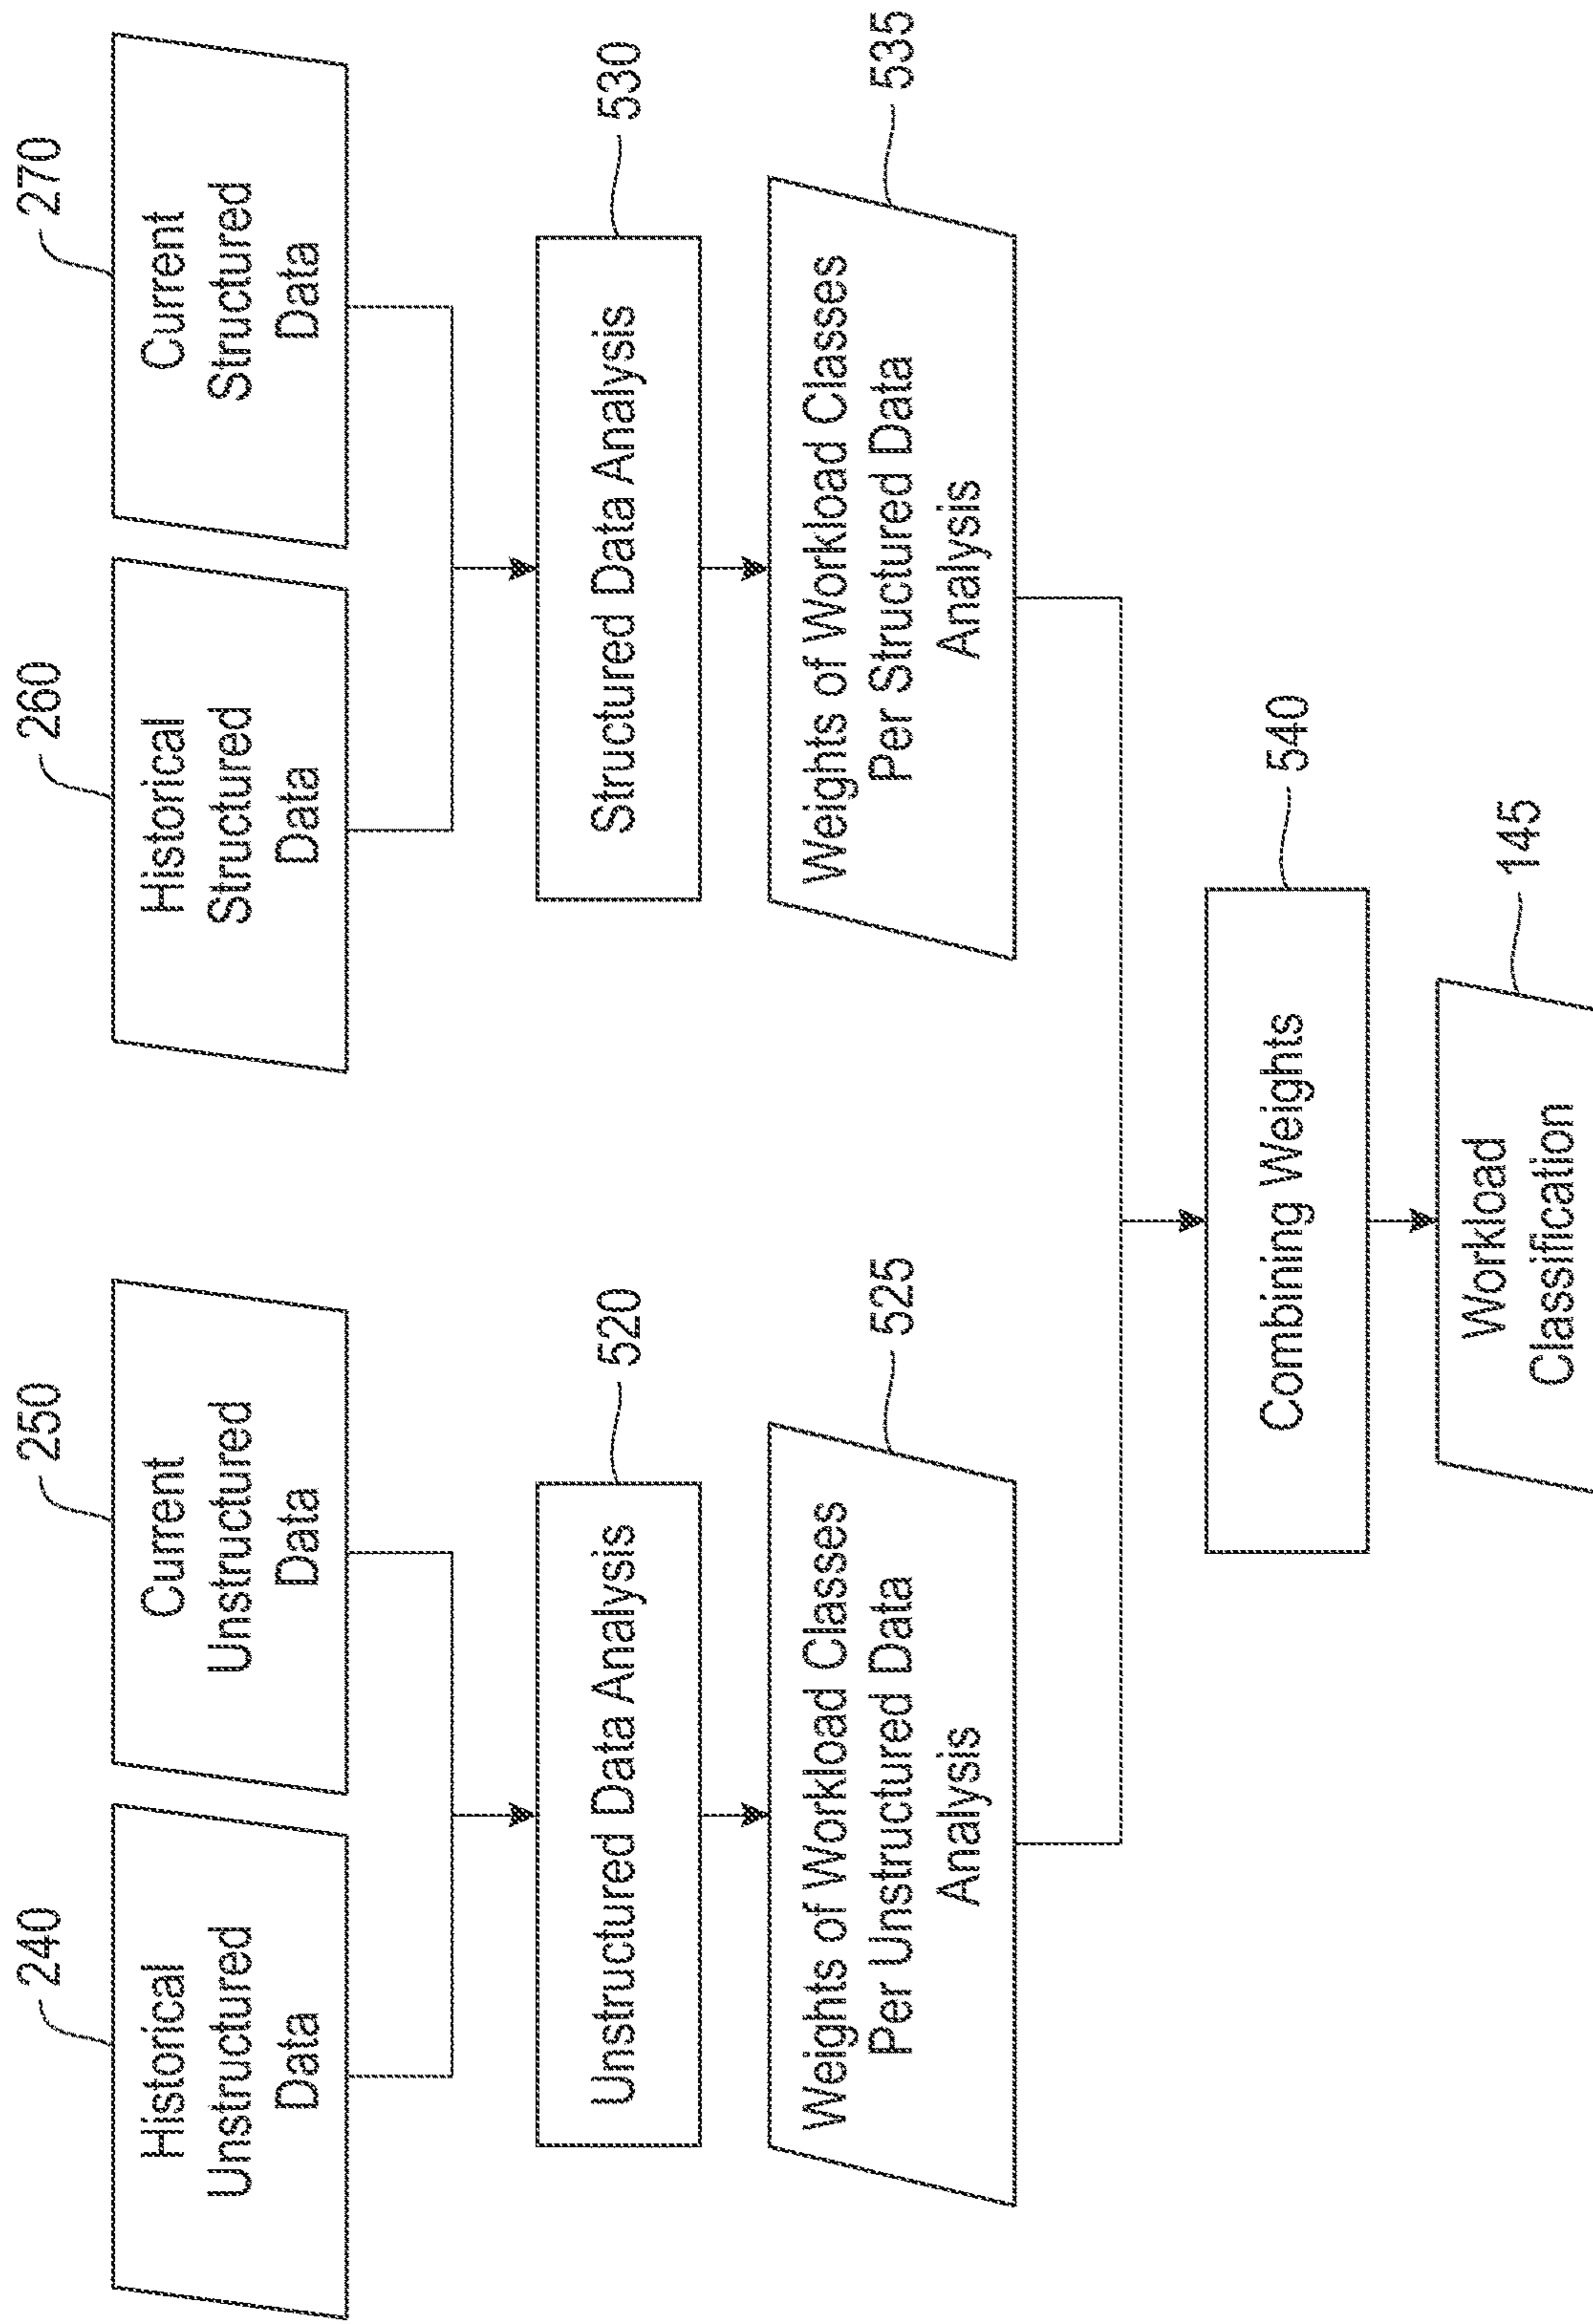 240
Historical
Unstructured
Data
250
Current
Unstructured
Data
260
Historical
Structured
Data
270
Current
Structured
Data
Unstructured Data Analysis
520
Structured Data Analysis
530
Weights of Workload Classes
Per Unstructured Data
Analysis
525
Weights of Workload Classes
Per Structured Data
Analysis
535
Combining Weights
540
Workload
Classification
145